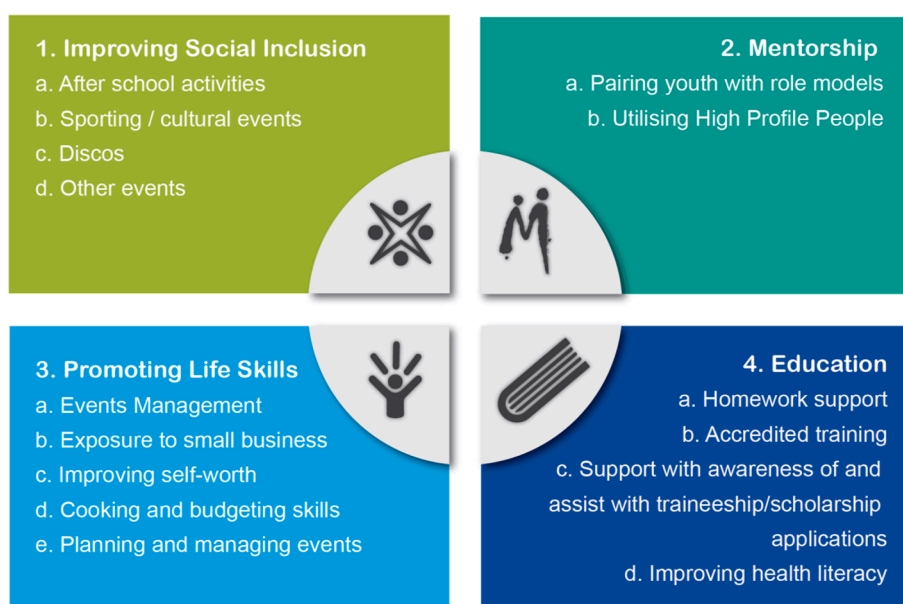 1. Improving Social Inclusion
a. After school activities
b. Sporting / cultural events
c. Discos
d. Other events
2. Mentorship
a. Pairing youth with role models
b. Utilising High Profile People
3. Promoting Life Skills
a. Events Management
b. Exposure to small business
c. Improving self-worth
d. Cooking and budgeting skills
e. Planning and managing events
4. Education
a. Homework support
b. Accredited training
c. Support with awareness of and
assist with traineeship/scholarship
applications
d. Improving health literacy